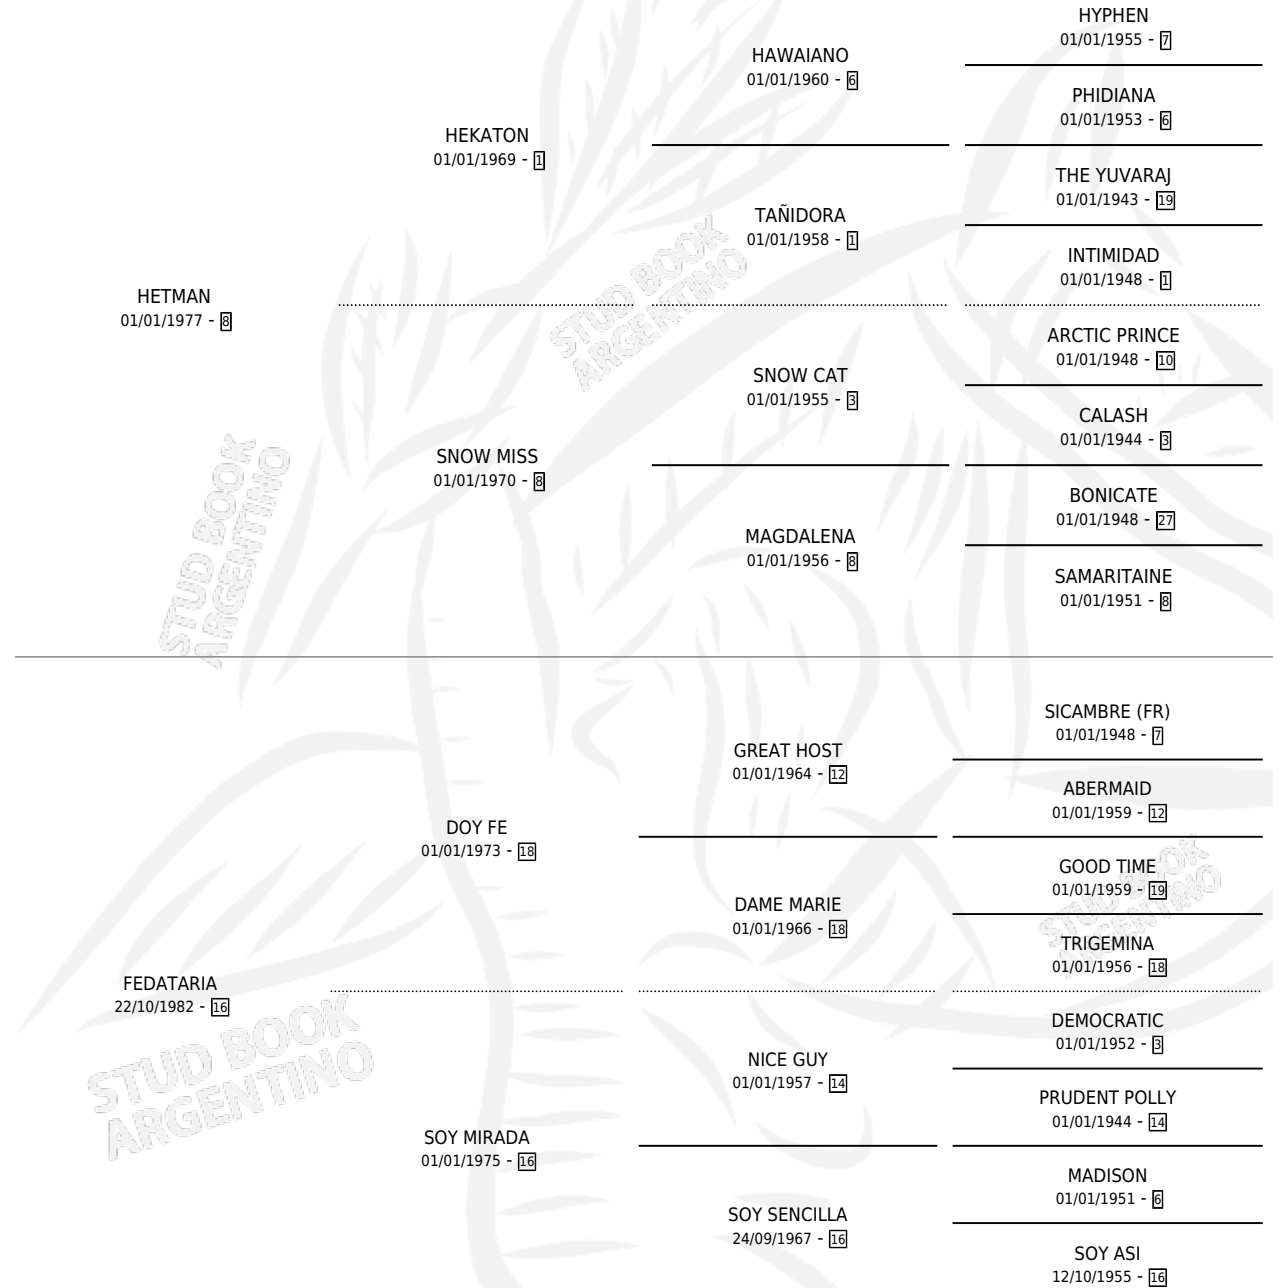 HYPHEN
01/01/1955 - 7
HAWAIANO
01/01/1960 - 6
PHIDIANA
01/01/1953 - 6
HEKATON
01/01/1969 - 1
THE YUVARAJ
01/01/1943 - 19
TAÑIDORA
01/01/1958 - 1
INTIMIDAD
01/01/1948 - 1
HETMAN
01/01/1977 - 8
ARCTIC PRINCE
01/01/1948 - 10
SNOW CAT
01/01/1955 - 3
CALASH
01/01/1944 - 3
SNOW MISS
01/01/1970 - 8
BONICATE
01/01/1948 - 27
MAGDALENA
01/01/1956 - 8
SAMARITAINE
01/01/1951 - 8
STUD BOOK
ARGENTINO
STUD BOOK
ARGENTINO
SICAMBRE (FR)
01/01/1948 - 7
GREAT HOST
01/01/1964 - 12
ABERMAID
01/01/1959 - 12
DOY FE
01/01/1973 - 18
GOOD TIME
01/01/1959 - 19
DAME MARIE
01/01/1966 - 18
TRIGEMINA
01/01/1956 - 18
FEDATARIA
22/10/1982 - 16
DEMOCRATIC
01/01/1952 - 3
NICE GUY
01/01/1957 - 14
PRUDENT POLLY
01/01/1944 - 14
SOY MIRADA
01/01/1975 - 16
MADISON
01/01/1951 - 6
SOY SENCILLA
24/09/1967 - 16
SOY ASI
12/10/1955 - 16
STUD BOOK
ARGENTINO
STUD BOOK
ARGENTINO